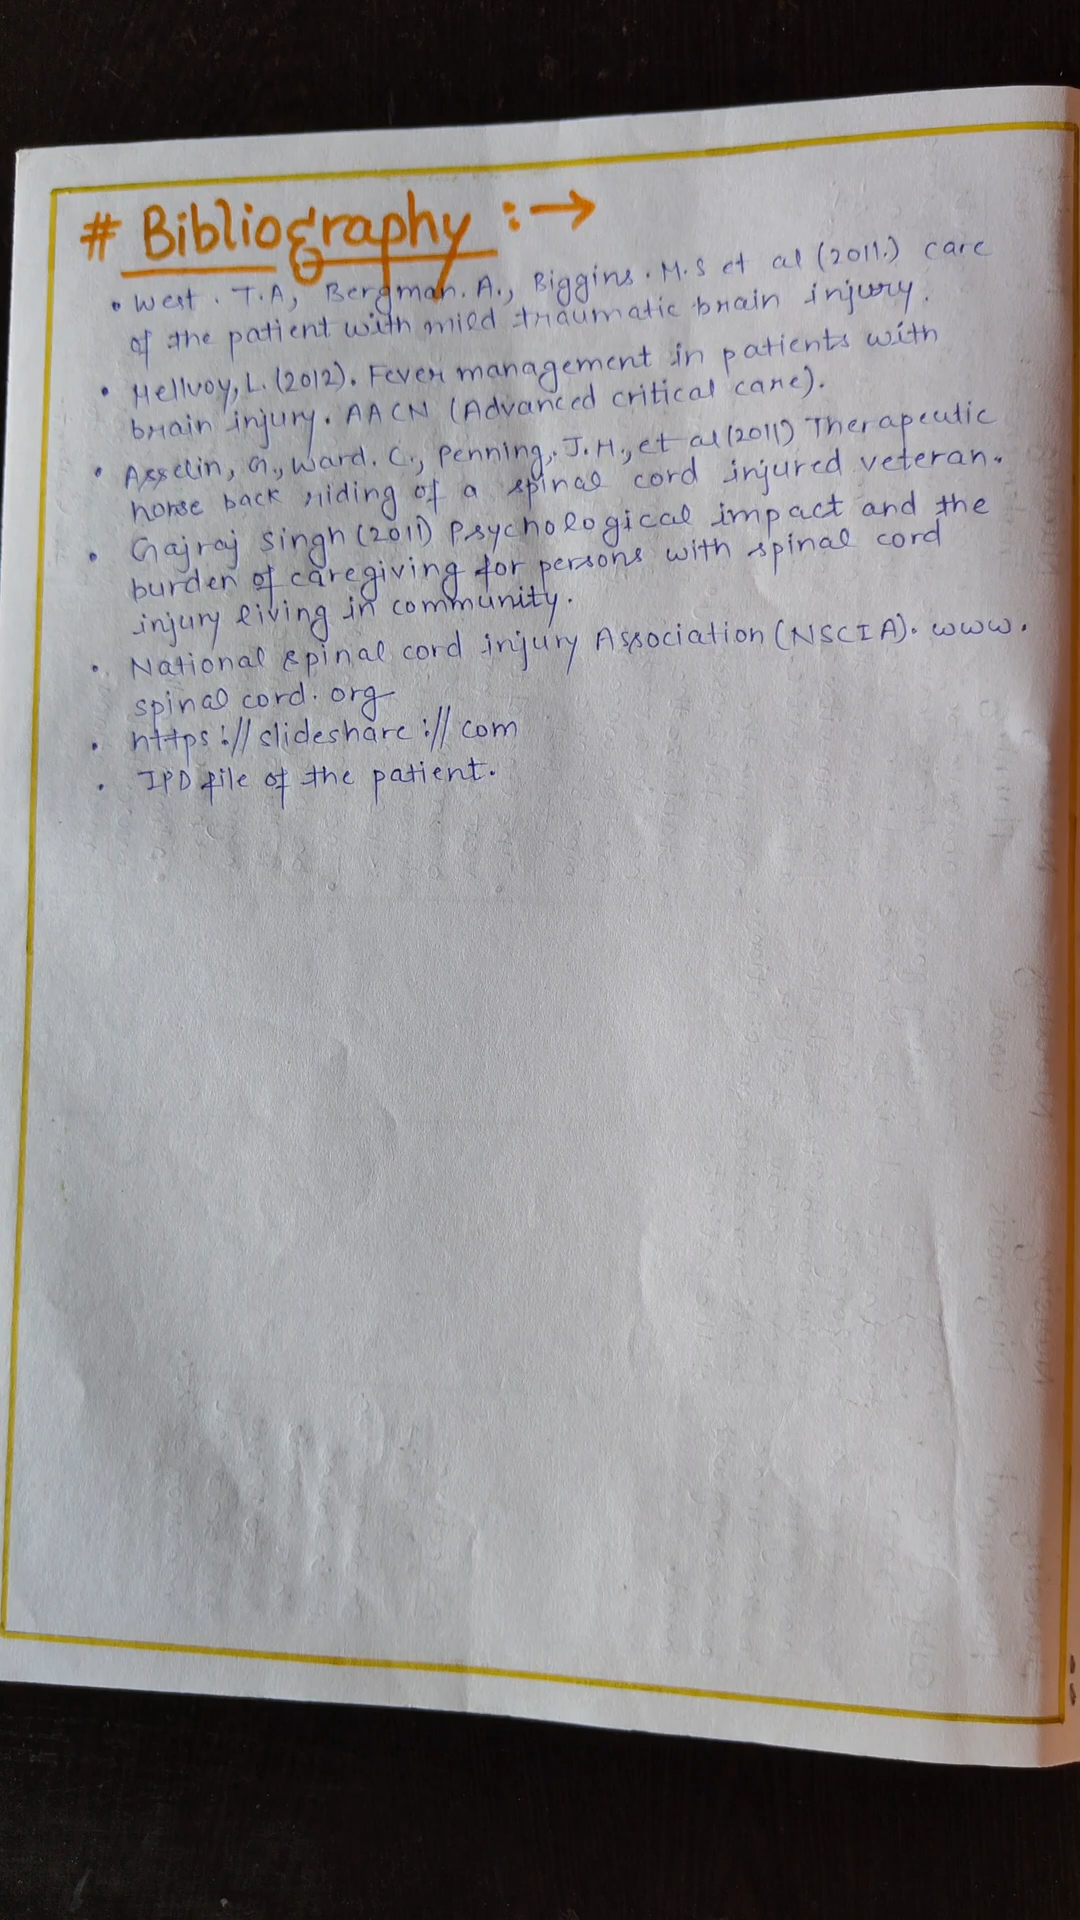 # Bibliography :→
• West . T.A, Bergman. A., Biggins . M.S et al (2011.) care
of the patient with mild traumatic brain injury.
• Mellvoy, L. (2012). Fever management in patients with
brain injury. AACN (Advanced critical care).
• Asselin, G., Ward. C., Penning, J.H., et al (2011) Therapeutic
horse back riding of a spinal cord injured veteran.
• Gajraj Singh (2011) Psychological impact and the
burden of caregiving for persons with spinal cord
injury living in community.
• National spinal cord injury Association (NSCIA). www.
spinal cord. org
• https :// slideshare :// com
• IPD file of the patient.